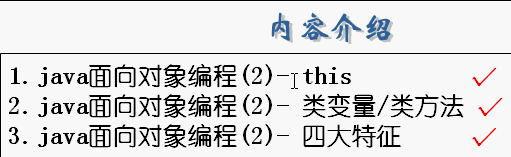 内容介绍
1. java面向对象编程(2)- this
2. java面向对象编程(2)- 类变量/类方法
3. java面向对象编程(2)- 四大特征